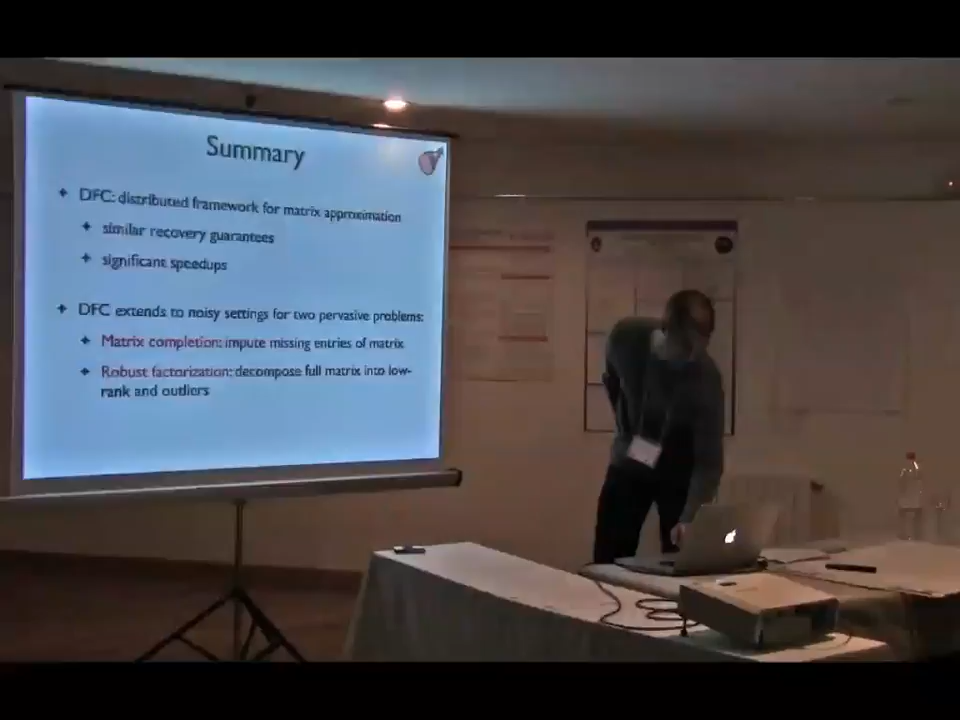 Summary
DFC: distributed framework for matrix approximation
similar recovery guarantees
significant speedups
DFC extends to noisy settings for two pervasive problems:
Matrix completion: impute missing entries of matrix
Robust factorization: decompose full matrix into low-
rank and outliers